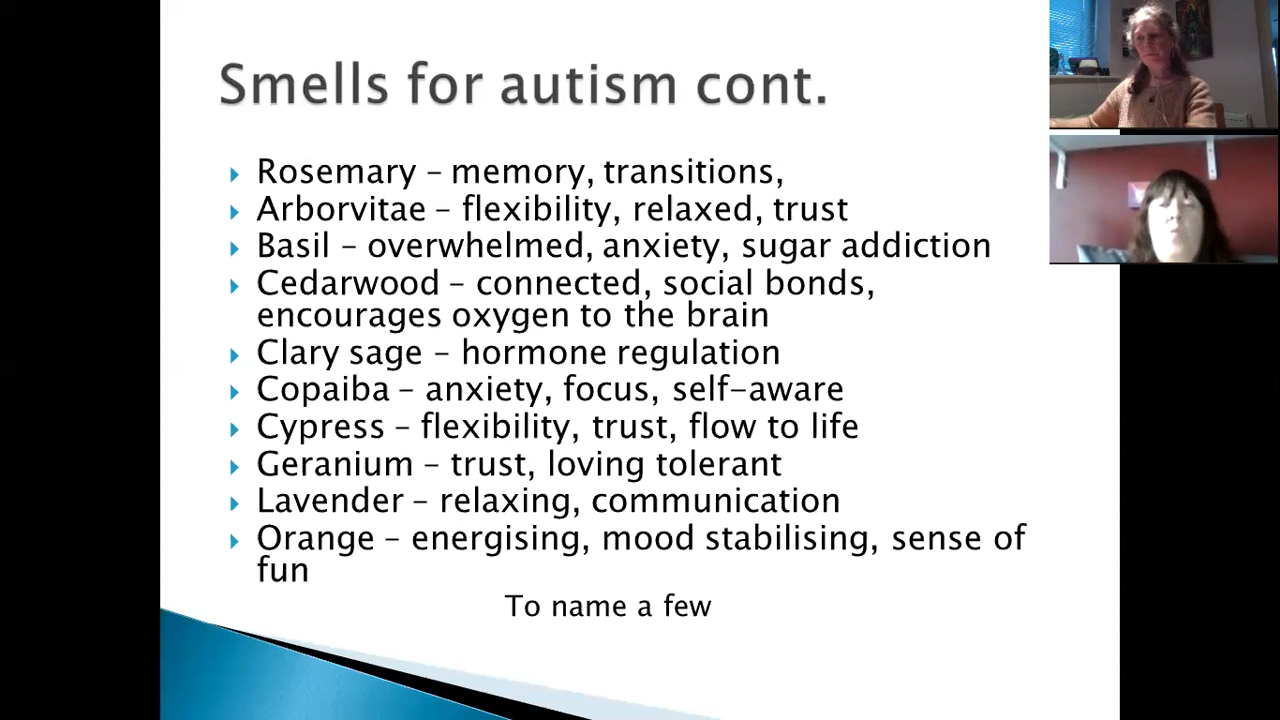 Smells for autism cont.
Rosemary – memory, transitions,
Arborvitae – flexibility, relaxed, trust
Basil – overwhelmed, anxiety, sugar addiction
Cedarwood – connected, social bonds,
encourages oxygen to the brain
Clary sage – hormone regulation
Copaiba – anxiety, focus, self-aware
Cypress – flexibility, trust, flow to life
Geranium – trust, loving tolerant
Lavender – relaxing, communication
Orange – energising, mood stabilising, sense of
fun
To name a few